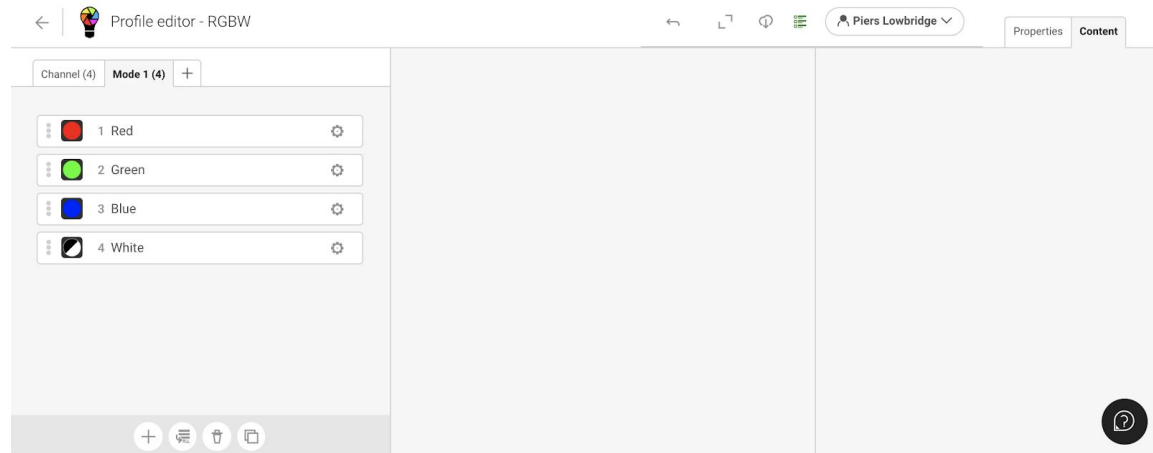 Profile editor - RGBW
Piers Lowbridge
Properties
Content
Channel (4)
Mode 1 (4)
1 Red
2 Green
3 Blue
4 White